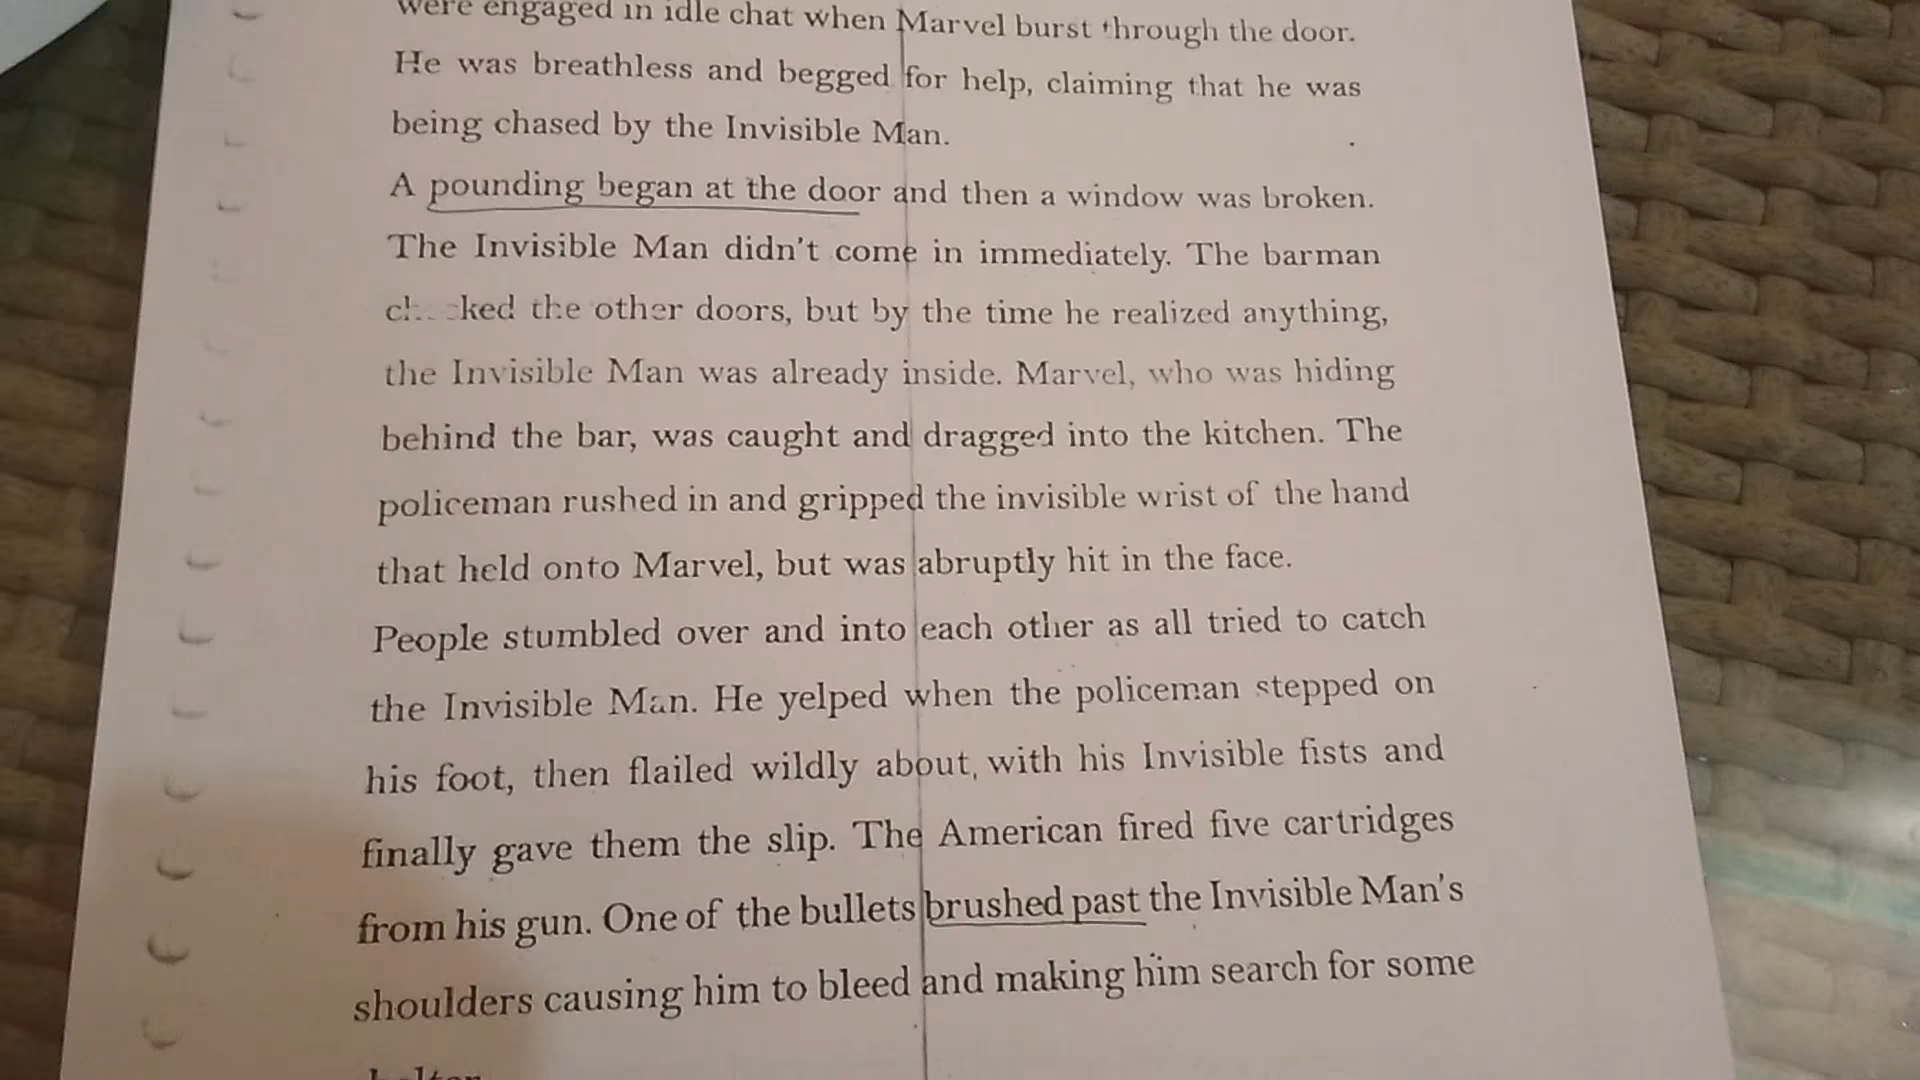 were engaged in idle chat when Marvel burst through the door.
He was breathless and begged for help, claiming that he was
being chased by the Invisible Man.
A pounding began at the door and then a window was broken.
The Invisible Man didn't come in immediately. The barman
checked the other doors, but by the time he realized anything,
the Invisible Man was already inside. Marvel, who was hiding
behind the bar, was caught and dragged into the kitchen. The
policeman rushed in and gripped the invisible wrist of the hand
that held onto Marvel, but was abruptly hit in the face.
People stumbled over and into each other as all tried to catch
the Invisible Man. He yelped when the policeman stepped on
his foot, then flailed wildly about, with his Invisible fists and
finally gave them the slip. The American fired five cartridges
from his gun. One of the bullets brushed past the Invisible Man's
shoulders causing him to bleed and making him search for some